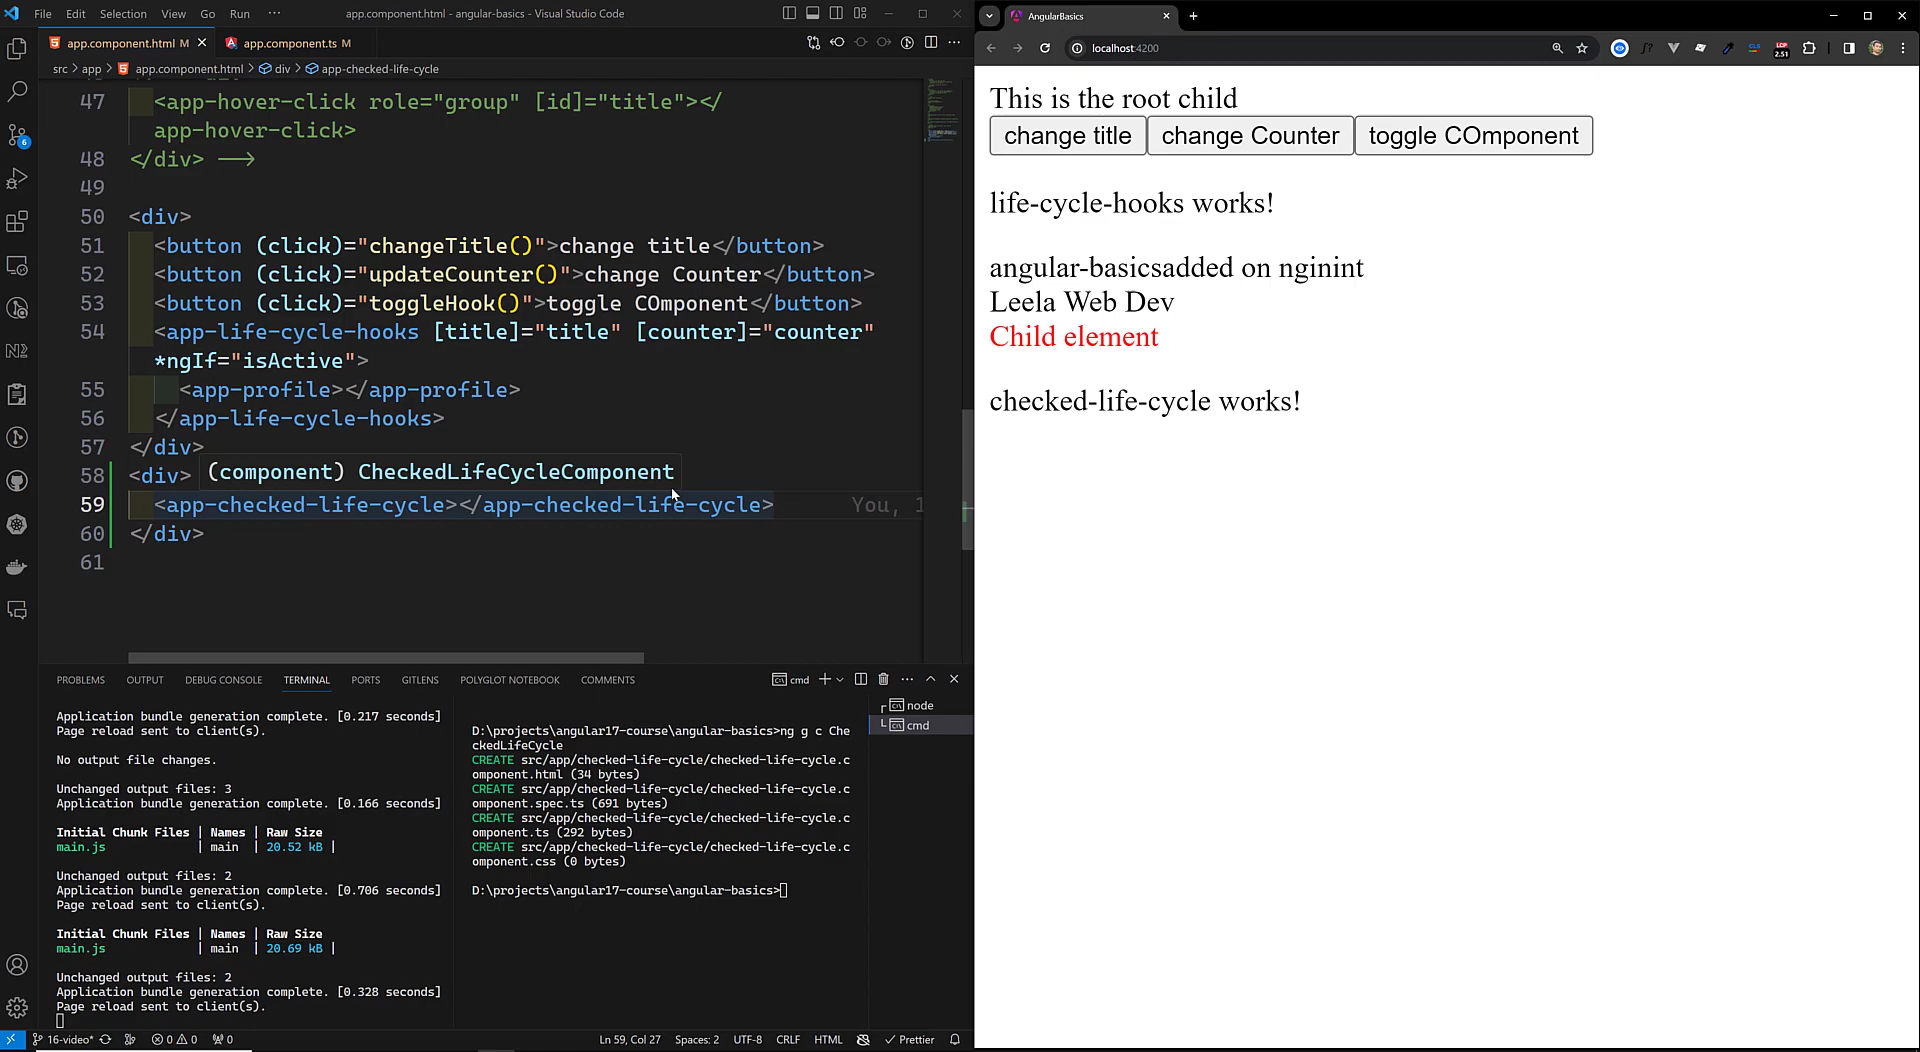 File Edit Selection View Go Run ··· app.component.html - angular-basics - Visual Studio Code
app.component.html M app.component.ts M
src > app > app.component.html > div > app-checked-life-cycle
47 <app-hover-click role="group" [id]="title"></
app-hover-click>
48 </div> -->
49
50 <div>
51 <button (click)="changeTitle()">change title</button>
52 <button (click)="updateCounter()">change Counter</button>
53 <button (click)="toggleHook()">toggle COmponent</button>
54 <app-life-cycle-hooks [title]="title" [counter]="counter"
*ngIf="isActive">
55 <app-profile></app-profile>
56 </app-life-cycle-hooks>
57 </div>
58 <div> (component) CheckedLifeCycleComponent
59 <app-checked-life-cycle></app-checked-life-cycle> You, 1
60 </div>
61
PROBLEMS OUTPUT DEBUG CONSOLE TERMINAL PORTS GITLENS POLYGLOT NOTEBOOK COMMENTS
cmd
Application bundle generation complete. [0.217 seconds]
Page reload sent to client(s).
No output file changes.
Unchanged output files: 3
Application bundle generation complete. [0.166 seconds]
Initial Chunk Files | Names | Raw Size
main.js | main | 20.52 kB |
Unchanged output files: 2
Application bundle generation complete. [0.706 seconds]
Page reload sent to client(s).
Initial Chunk Files | Names | Raw Size
main.js | main | 20.69 kB |
Unchanged output files: 2
Application bundle generation complete. [0.328 seconds]
Page reload sent to client(s).
D:\projects\angular17-course\angular-basics>ng g c Che
ckedLifeCycle
CREATE src/app/checked-life-cycle/checked-life-cycle.c
omponent.html (34 bytes)
CREATE src/app/checked-life-cycle/checked-life-cycle.c
omponent.spec.ts (691 bytes)
CREATE src/app/checked-life-cycle/checked-life-cycle.c
omponent.ts (292 bytes)
CREATE src/app/checked-life-cycle/checked-life-cycle.c
omponent.css (0 bytes)
D:\projects\angular17-course\angular-basics>
node
cmd
16-video* 0 0 0 Ln 59, Col 27 Spaces: 2 UTF-8 CRLF HTML Prettier
AngularBasics
localhost:4200
This is the root child
change title change Counter toggle COmponent
life-cycle-hooks works!
angular-basicsadded on nginint
Leela Web Dev
Child element
checked-life-cycle works!